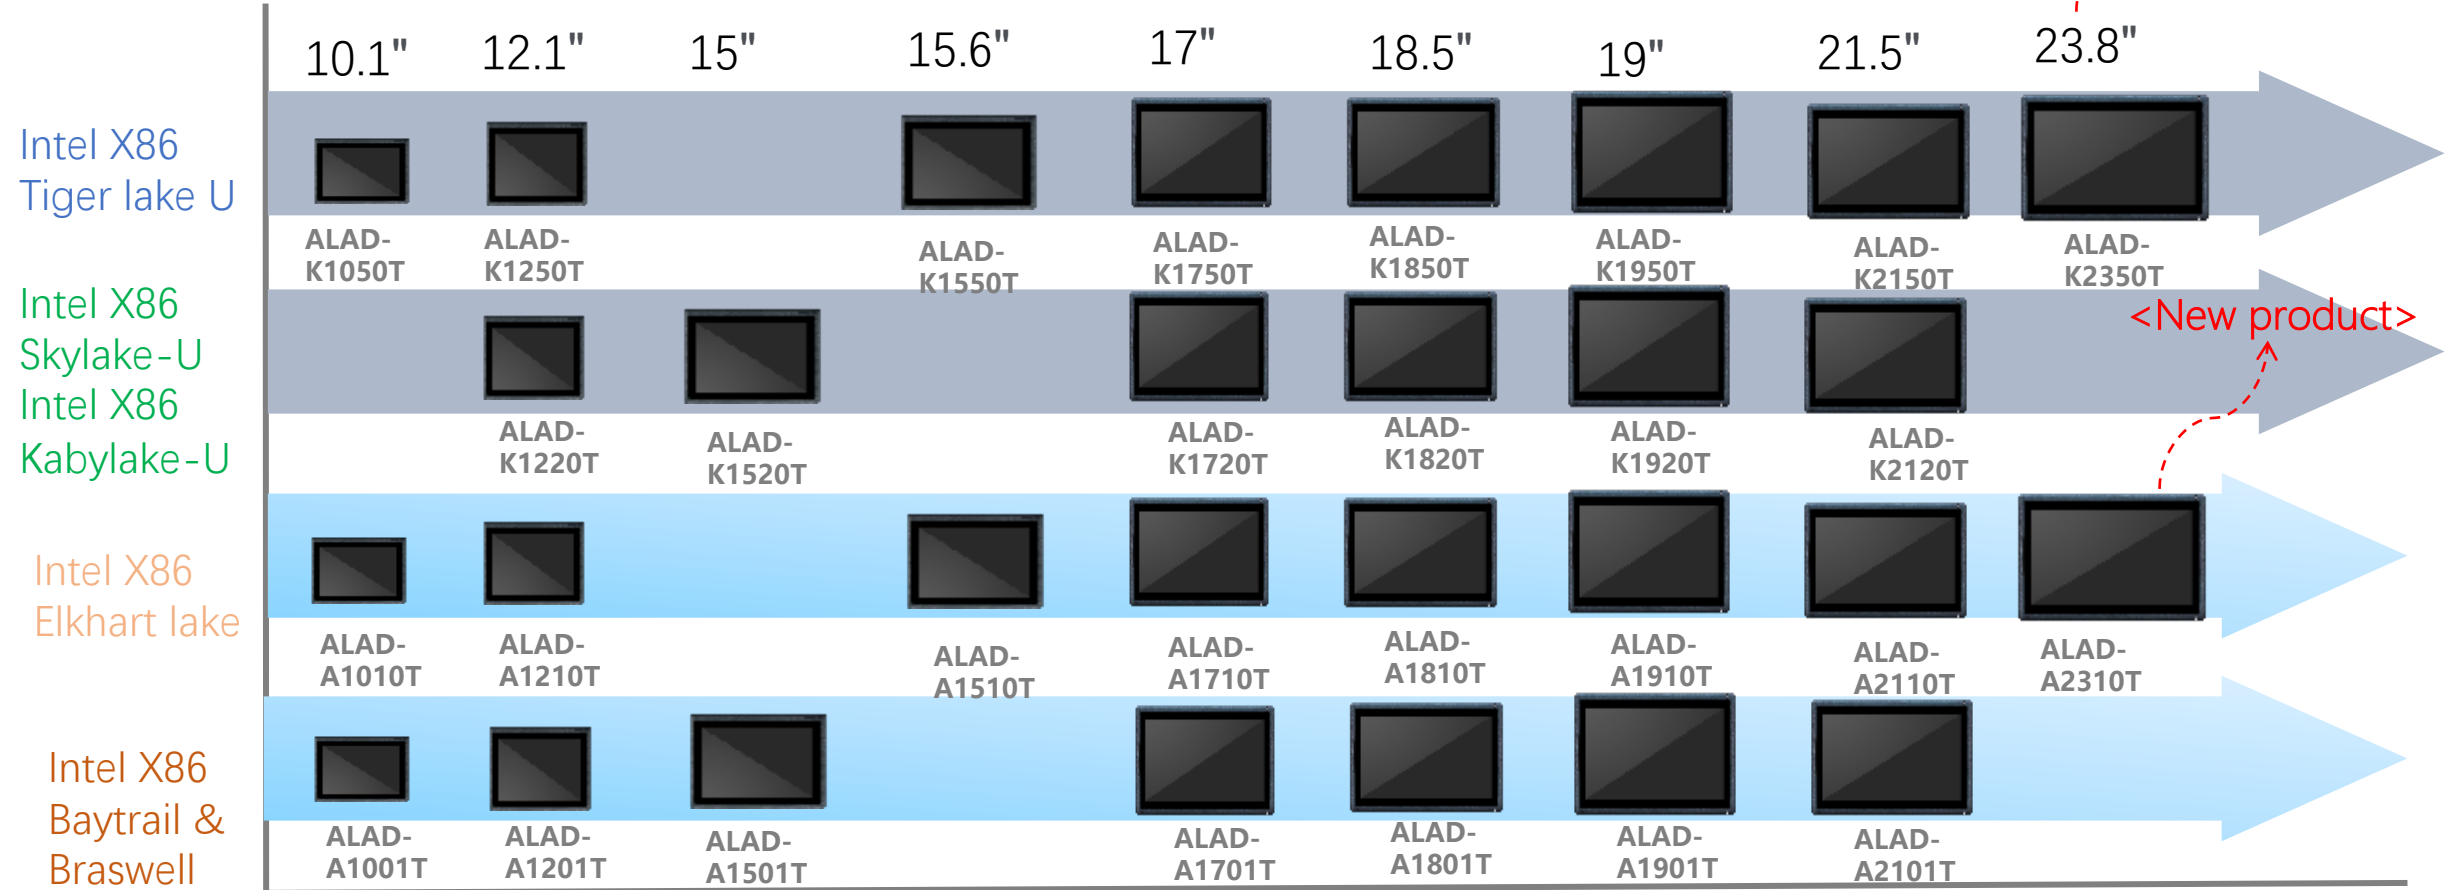 10.1"
12.1"
15"
15.6"
17"
18.5"
19"
21.5"
23.8"
Intel X86
Tiger lake U
ALAD-
K1050T
ALAD-
K1250T
ALAD-
K1550T
ALAD-
K1750T
ALAD-
K1850T
ALAD-
K1950T
ALAD-
K2150T
ALAD-
K2350T
<New product>
Intel X86
Skylake-U
Intel X86
Kabylake-U
ALAD-
K1220T
ALAD-
K1520T
ALAD-
K1720T
ALAD-
K1820T
ALAD-
K1920T
ALAD-
K2120T
Intel X86
Elkhart lake
ALAD-
A1010T
ALAD-
A1210T
ALAD-
A1510T
ALAD-
A1710T
ALAD-
A1810T
ALAD-
A1910T
ALAD-
A2110T
ALAD-
A2310T
Intel X86
Baytrail &
Braswell
ALAD-
A1001T
ALAD-
A1201T
ALAD-
A1501T
ALAD-
A1701T
ALAD-
A1801T
ALAD-
A1901T
ALAD-
A2101T